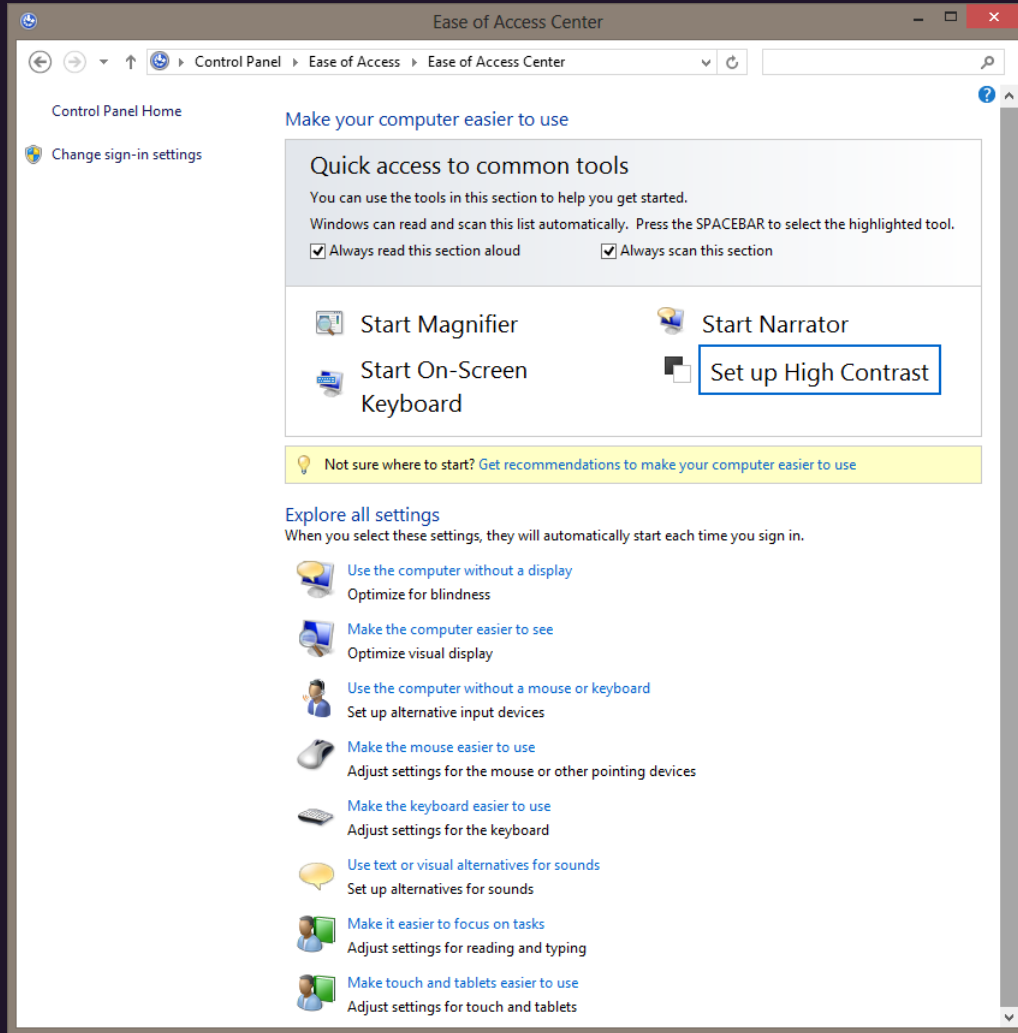 Ease of Access Center
Control Panel Ease of Access Ease of Access Center
Control Panel Home
Change sign-in settings
Make your computer easier to use
Quick access to common tools
You can use the tools in this section to help you get started.
Windows can read and scan this list automatically. Press the SPACEBAR to select the highlighted tool.
Always read this section aloud
Always scan this section
Start Magnifier
Start Narrator
Start On-Screen
Keyboard
Set up High Contrast
Not sure where to start? Get recommendations to make your computer easier to use
Explore all settings
When you select these settings, they will automatically start each time you sign in.
Use the computer without a display
Optimize for blindness
Make the computer easier to see
Optimize visual display
Use the computer without a mouse or keyboard
Set up alternative input devices
Make the mouse easier to use
Adjust settings for the mouse or other pointing devices
Make the keyboard easier to use
Adjust settings for the keyboard
Use text or visual alternatives for sounds
Set up alternatives for sounds
Make it easier to focus on tasks
Adjust settings for reading and typing
Make touch and tablets easier to use
Adjust settings for touch and tablets